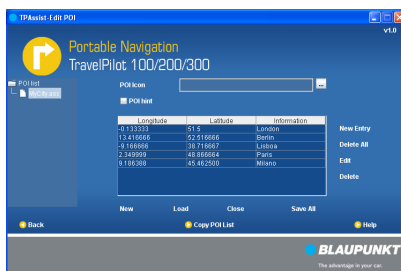 TPAssist-Edit POI
v1.0
Portable Navigation
TravelPilot 100/200/300
POI list
MyCity.asc
POI Icon
...
POI hint
Longitude Latitude Information
-0.133333 51.5 London
13.416666 52.516666 Berlin
-9.166666 38.716667 Lisboa
2.349999 48.866664 Paris
9.186388 45.462500 Milano
New Entry
Delete All
Edit
Delete
New Load Close Save All
Back Copy POI List Help
BLAUPUNKT
The advantage in your car.